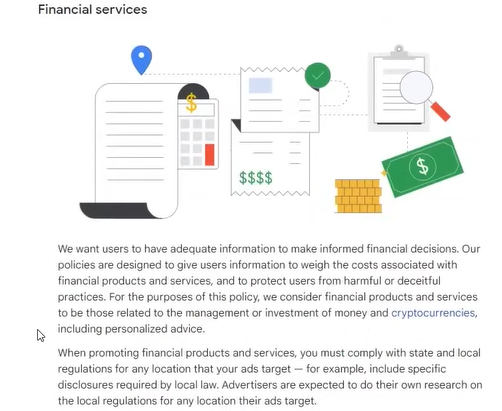 Financial services
$
$$$$
$
We want users to have adequate information to make informed financial decisions. Our
policies are designed to give users information to weigh the costs associated with
financial products and services, and to protect users from harmful or deceitful
practices. For the purposes of this policy, we consider financial products and services
to be those related to the management or investment of money and cryptocurrencies,
including personalized advice.
When promoting financial products and services, you must comply with state and local
regulations for any location that your ads target — for example, include specific
disclosures required by local law. Advertisers are expected to do their own research on
the local regulations for any location their ads target.